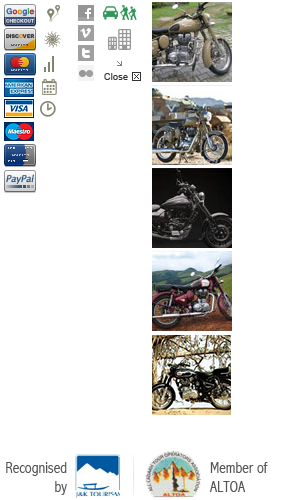 Google
CHECKOUT
DISCOVER
AMERICAN
EXPRESS
VISA
Maestro
PayPal
Close
Recognised
by
J&K TOURISM
Member of
ALTOA
ALTOA